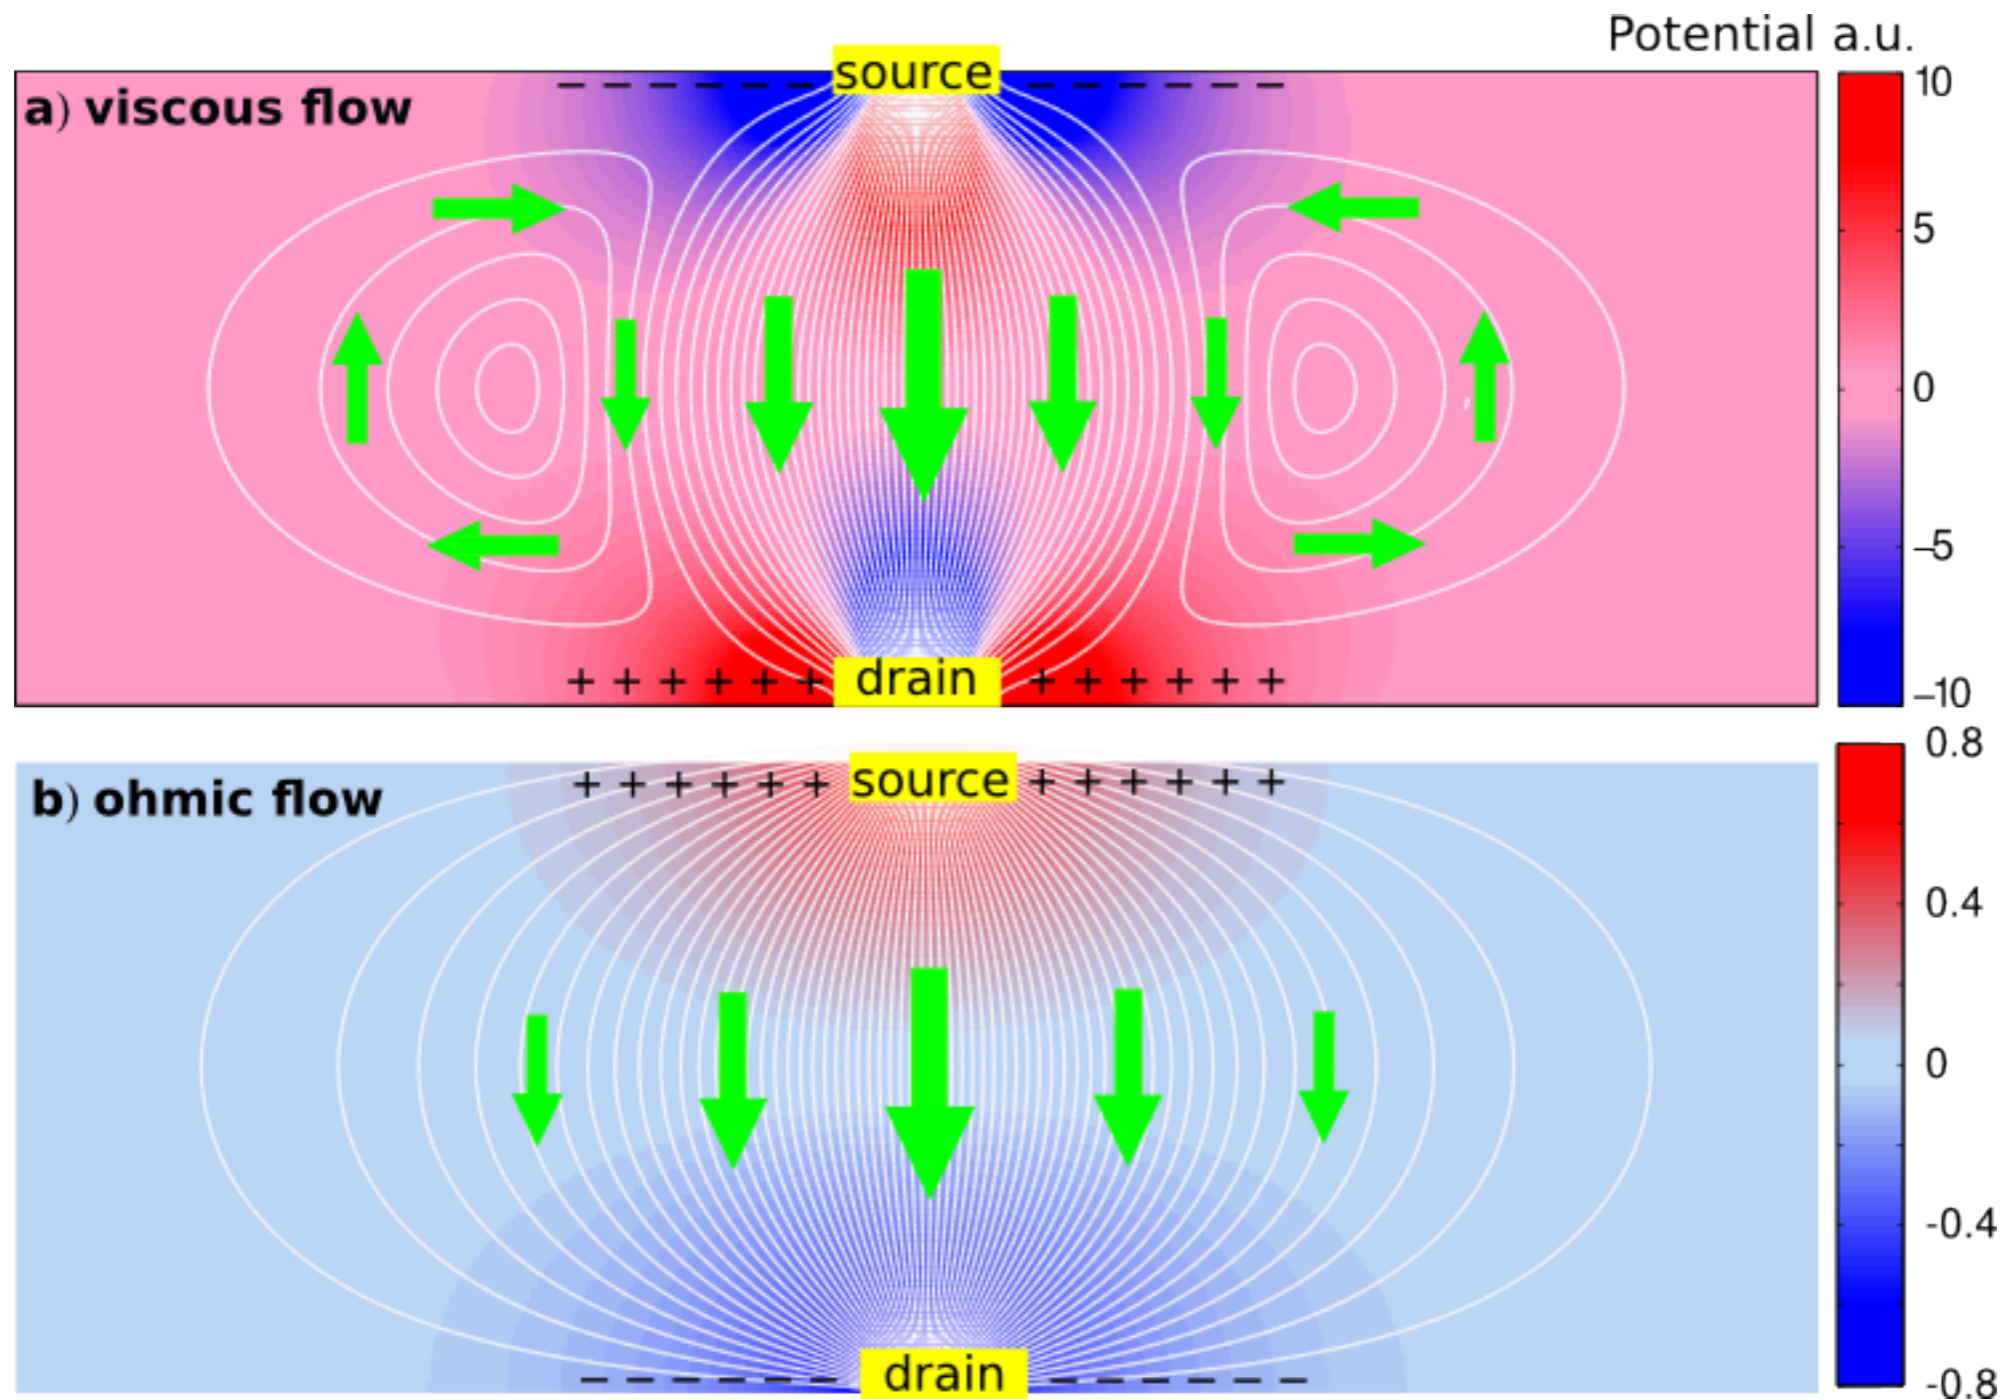 Potential a.u.
source
– – – – – – – – – – – –
a) viscous flow
10
5
0
–5
–10
+ + + + + + drain + + + + + +
0.8
+ + + + + + source + + + + + +
b) ohmic flow
0.4
0
-0.4
– – – – – – drain – – – – – –
-0.8